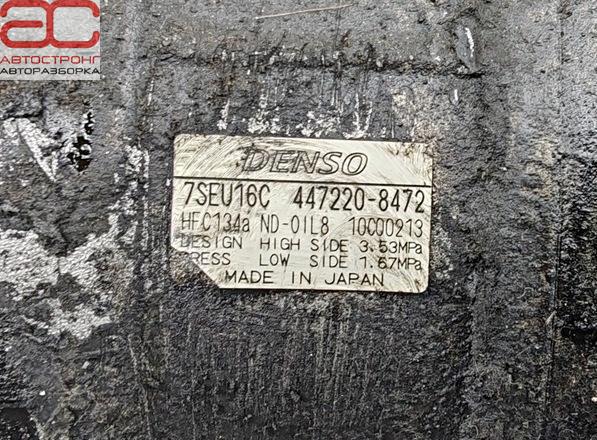 ac
АВТОСТРОНГ
АВТОРАЗБОРКА
DENSO
7SEU16C 447220-8472
HFC134a ND-OIL8 10C00213
DESIGN HIGH SIDE 3.53MPa
PRESS LOW SIDE 1.67MPa
MADE IN JAPAN